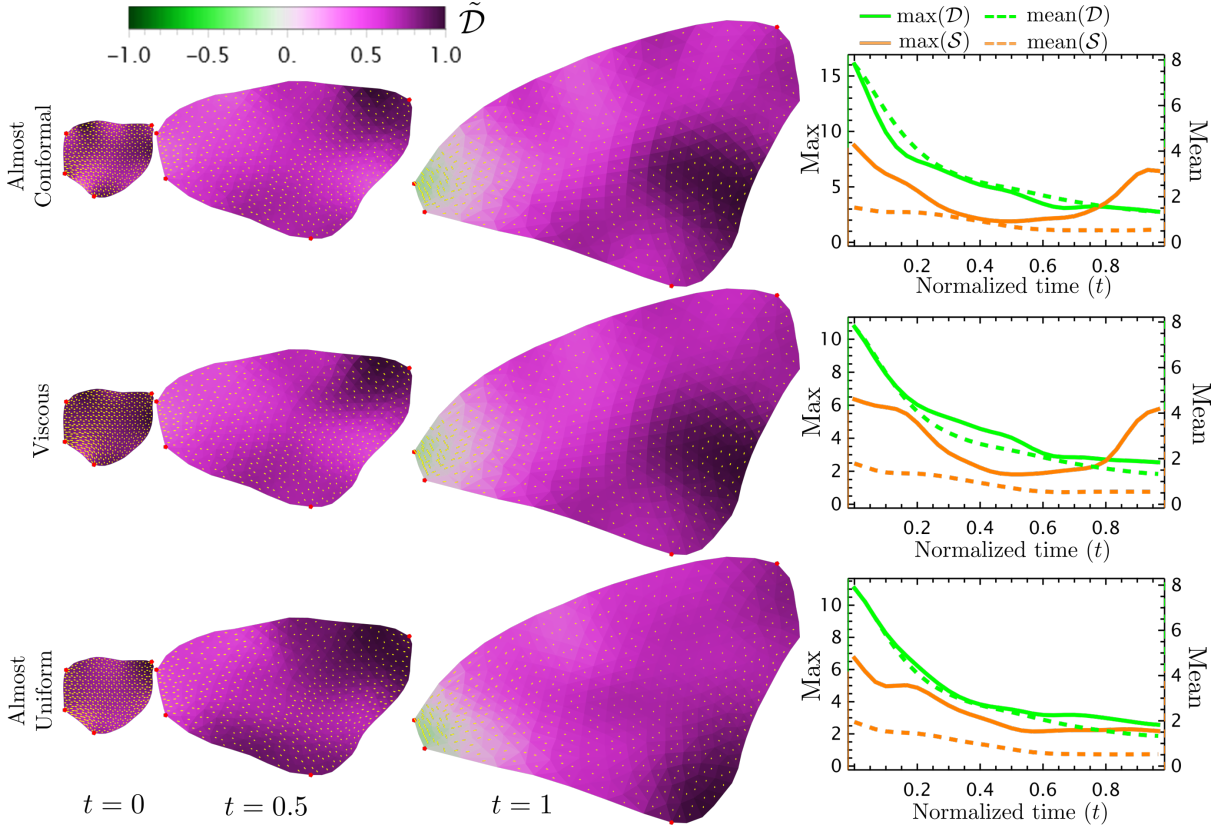 −1.0 −0.5 0.0 0.5 1.0 𝒟̃
max(𝒟) mean(𝒟)
max(𝒮) mean(𝒮)
Almost
Conformal
Max
15
10
5
0
8
6
4
2
0
Mean
0.2 0.4 0.6 0.8
Normalized time (t)
Viscous
Max
10
8
6
4
2
0
8
6
4
2
0
Mean
0.2 0.4 0.6 0.8
Normalized time (t)
Almost
Uniform
Max
10
8
6
4
2
0
8
6
4
2
0
Mean
0.2 0.4 0.6 0.8
Normalized time (t)
t = 0 t = 0.5 t = 1